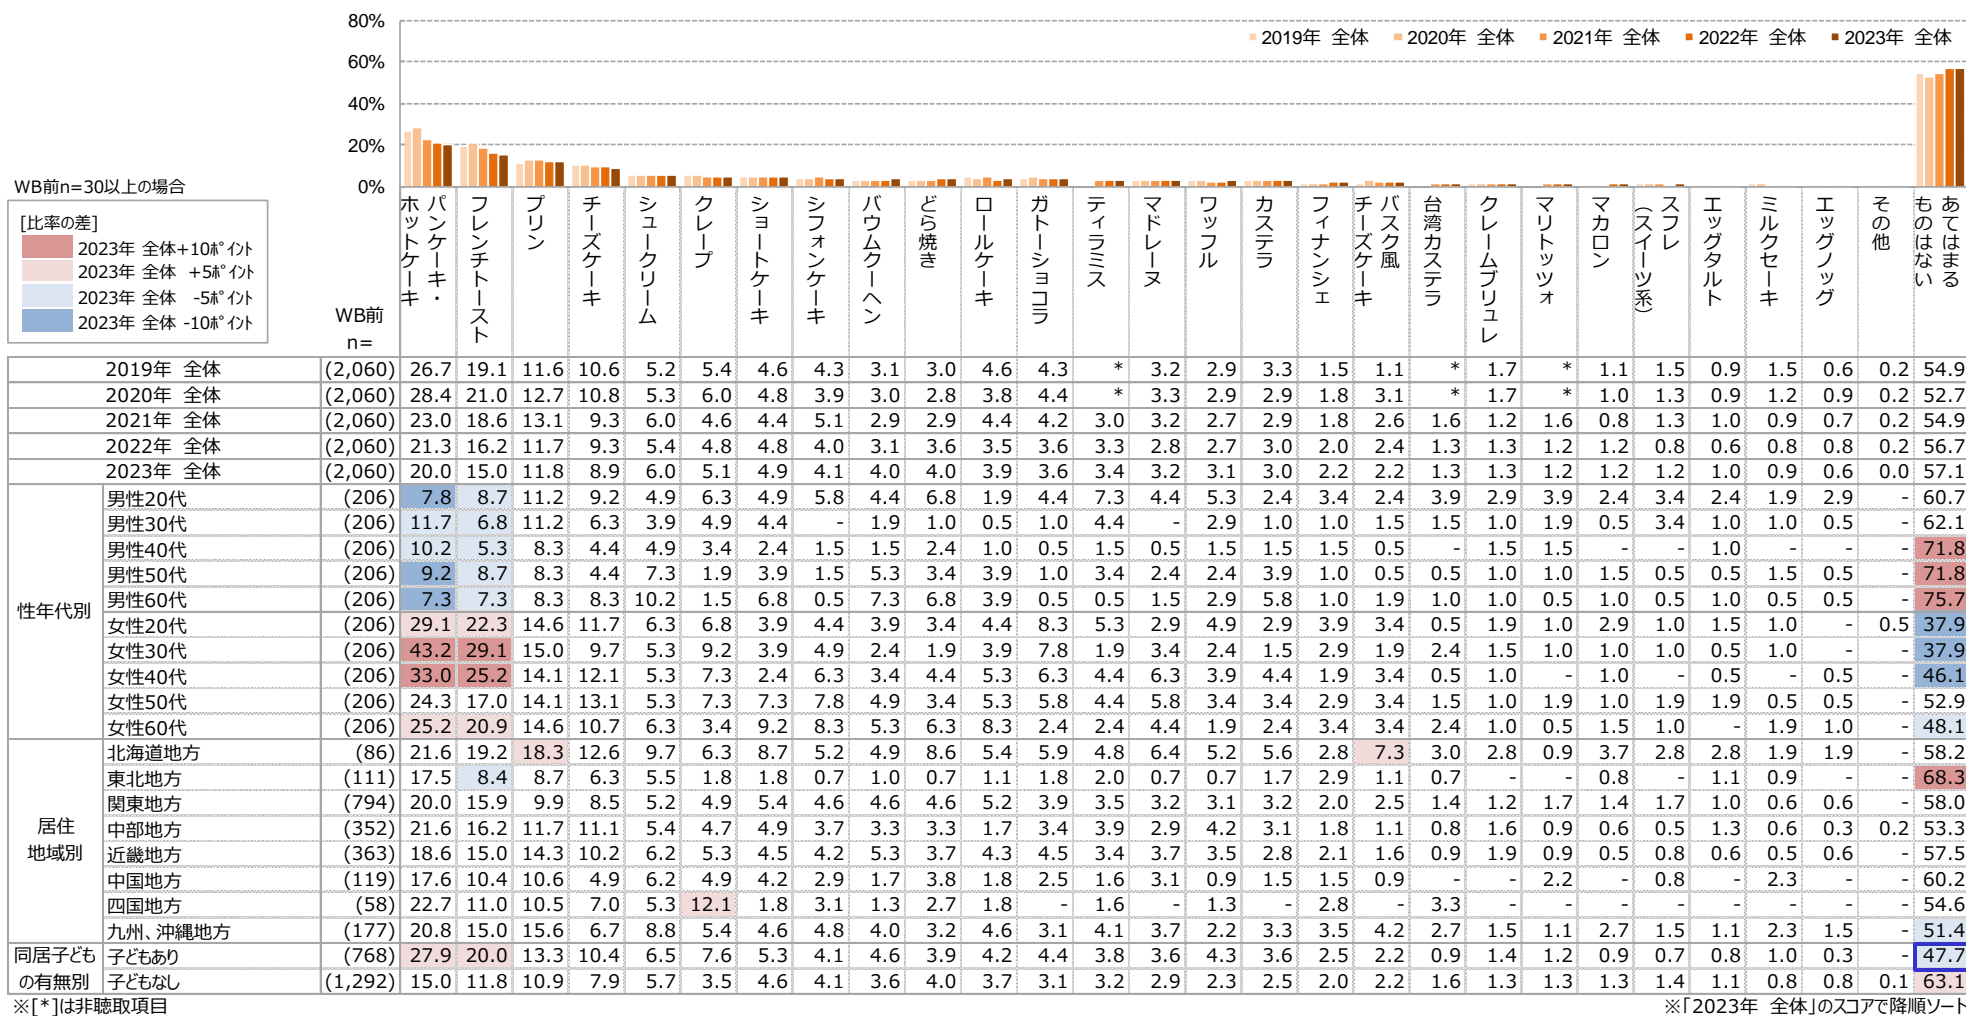 80%
60%
40%
20%
0%
2019年 全体 2020年 全体 2021年 全体 2022年 全体 2023年 全体
WB前n=30以上の場合
[比率の差]
2023年 全体+10ﾎﾟｲﾝﾄ
2023年 全体 +5ﾎﾟｲﾝﾄ
2023年 全体 -5ﾎﾟｲﾝﾄ
2023年 全体 -10ﾎﾟｲﾝﾄ
WB前
n=
パンケーキ・
ホットケーキ
フレンチトースト
プリン
チーズケーキ
シュークリーム
クレープ
ショートケーキ
シフォンケーキ
バウムクーヘン
どら焼き
ロールケーキ
ガトーショコラ
ティラミス
マドレーヌ
ワッフル
カステラ
フィナンシェ
バスク風
チーズケーキ
台湾カステラ
クレームブリュレ
マリトッツォ
マカロン
スフレ
(スイーツ系)
エッグタルト
ミルクセーキ
エッグノッグ
その他
あてはまる
ものはない
2019年 全体 (2,060) 26.7 19.1 11.6 10.6 5.2 5.4 4.6 4.3 3.1 3.0 4.6 4.3 * 3.2 2.9 3.3 1.5 1.1 * 1.7 * 1.1 1.5 0.9 1.5 0.6 0.2 54.9
2020年 全体 (2,060) 28.4 21.0 12.7 10.8 5.3 6.0 4.8 3.9 3.0 2.8 3.8 4.4 * 3.3 2.9 2.9 1.8 3.1 * 1.7 * 1.0 1.3 0.9 1.2 0.9 0.2 52.7
2021年 全体 (2,060) 23.0 18.6 13.1 9.3 6.0 4.6 4.4 5.1 2.9 2.9 4.4 4.2 3.0 3.2 2.7 2.9 1.8 2.6 1.6 1.2 1.6 0.8 1.3 1.0 0.9 0.7 0.2 54.9
2022年 全体 (2,060) 21.3 16.2 11.7 9.3 5.4 4.8 4.8 4.0 3.1 3.6 3.5 3.6 3.3 2.8 2.7 3.0 2.0 2.4 1.3 1.3 1.2 1.2 0.8 0.6 0.8 0.8 0.2 56.7
2023年 全体 (2,060) 20.0 15.0 11.8 8.9 6.0 5.1 4.9 4.1 4.0 4.0 3.9 3.6 3.4 3.2 3.1 3.0 2.2 2.2 1.3 1.3 1.2 1.2 1.2 1.0 0.9 0.6 0.0 57.1
性年代別
男性20代 (206) 7.8 8.7 11.2 9.2 4.9 6.3 4.9 5.8 4.4 6.8 1.9 4.4 7.3 4.4 5.3 2.4 3.4 2.4 3.9 2.9 3.9 2.4 3.4 2.4 1.9 2.9 - 60.7
男性30代 (206) 11.7 6.8 11.2 6.3 3.9 4.9 4.4 - 1.9 1.0 0.5 1.0 4.4 - 2.9 1.0 1.0 1.5 1.5 1.0 1.9 0.5 3.4 1.0 1.0 0.5 - 62.1
男性40代 (206) 10.2 5.3 8.3 4.4 4.9 3.4 2.4 1.5 1.5 2.4 1.0 0.5 1.5 0.5 1.5 1.5 1.5 0.5 - 1.5 1.5 - - 1.0 - - - 71.8
男性50代 (206) 9.2 8.7 8.3 4.4 7.3 1.9 3.9 1.5 5.3 3.4 3.9 1.0 3.4 2.4 2.4 3.9 1.0 0.5 0.5 1.0 1.0 1.5 0.5 0.5 1.5 0.5 - 71.8
男性60代 (206) 7.3 7.3 8.3 8.3 10.2 1.5 6.8 0.5 7.3 6.8 3.9 0.5 0.5 1.5 2.9 5.8 1.0 1.9 1.0 1.0 0.5 1.0 0.5 1.0 0.5 0.5 - 75.7
女性20代 (206) 29.1 22.3 14.6 11.7 6.3 6.8 3.9 4.4 3.9 3.4 4.4 8.3 5.3 2.9 4.9 2.9 3.9 3.4 0.5 1.9 1.0 2.9 1.0 1.5 1.0 - 0.5 37.9
女性30代 (206) 43.2 29.1 15.0 9.7 5.3 9.2 3.9 4.9 2.4 1.9 3.9 7.8 1.9 3.4 2.4 1.5 2.9 1.9 2.4 1.5 1.0 1.0 1.0 0.5 1.0 - - 37.9
女性40代 (206) 33.0 25.2 14.1 12.1 5.3 7.3 2.4 6.3 3.4 4.4 5.3 6.3 4.4 6.3 3.9 4.4 1.9 3.4 0.5 1.0 - 1.0 - 0.5 - 0.5 - 46.1
女性50代 (206) 24.3 17.0 14.1 13.1 5.3 7.3 7.3 7.8 4.9 3.4 5.3 5.8 4.4 5.8 3.4 3.4 2.9 3.4 1.5 1.0 1.9 1.0 1.9 1.9 0.5 0.5 - 52.9
女性60代 (206) 25.2 20.9 14.6 10.7 6.3 3.4 9.2 8.3 5.3 6.3 8.3 2.4 2.4 4.4 1.9 2.4 3.4 3.4 2.4 1.0 0.5 1.5 1.0 - 1.9 1.0 - 48.1
居住
地域別
北海道地方 (86) 21.6 19.2 18.3 12.6 9.7 6.3 8.7 5.2 4.9 8.6 5.4 5.9 4.8 6.4 5.2 5.6 2.8 7.3 3.0 2.8 0.9 3.7 2.8 2.8 1.9 1.9 - 58.2
東北地方 (111) 17.5 8.4 8.7 6.3 5.5 1.8 1.8 0.7 1.0 0.7 1.1 1.8 2.0 0.7 0.7 1.7 2.9 1.1 0.7 - - 0.8 - 1.1 0.9 - - 68.3
関東地方 (794) 20.0 15.9 9.9 8.5 5.2 4.9 5.4 4.6 4.6 4.6 5.2 3.9 3.5 3.2 3.1 3.2 2.0 2.5 1.4 1.2 1.7 1.4 1.7 1.0 0.6 0.6 - 58.0
中部地方 (352) 21.6 16.2 11.7 11.1 5.4 4.7 4.9 3.7 3.3 3.3 1.7 3.4 3.9 2.9 4.2 3.1 1.8 1.1 0.8 1.6 0.9 0.6 0.5 1.3 0.6 0.3 0.2 53.3
近畿地方 (363) 18.6 15.0 14.3 10.2 6.2 5.3 4.5 4.2 5.3 3.7 4.3 4.5 3.4 3.7 3.5 2.8 2.1 1.6 0.9 1.9 0.9 0.5 0.8 0.6 0.5 0.6 - 57.5
中国地方 (119) 17.6 10.4 10.6 4.9 6.2 4.9 4.2 2.9 1.7 3.8 1.8 2.5 1.6 3.1 0.9 1.5 1.5 0.9 - - 2.2 - 0.8 - 2.3 - - 60.2
四国地方 (58) 22.7 11.0 10.5 7.0 5.3 12.1 1.8 3.1 1.3 2.7 1.8 - 1.6 - 1.3 - 2.8 - 3.3 - - - - - - - - 54.6
九州、沖縄地方 (177) 20.8 15.0 15.6 6.7 8.8 5.4 4.6 4.8 4.0 3.2 4.6 3.1 4.1 3.7 2.2 3.3 3.5 4.2 2.7 1.5 1.1 2.7 1.5 1.1 2.3 1.5 - 51.4
同居子ども
の有無別
子どもあり (768) 27.9 20.0 13.3 10.4 6.5 7.6 5.3 4.1 4.6 3.9 4.2 4.4 3.8 3.6 4.3 3.6 2.5 2.2 0.9 1.4 1.2 0.9 0.7 0.8 1.0 0.3 - 47.7
子どもなし (1,292) 15.0 11.8 10.9 7.9 5.7 3.5 4.6 4.1 3.6 4.0 3.7 3.1 3.2 2.9 2.3 2.5 2.0 2.2 1.6 1.3 1.3 1.3 1.4 1.1 0.8 0.8 0.1 63.1
※[*]は非聴取項目
※「2023年 全体」のスコアで降順ソート